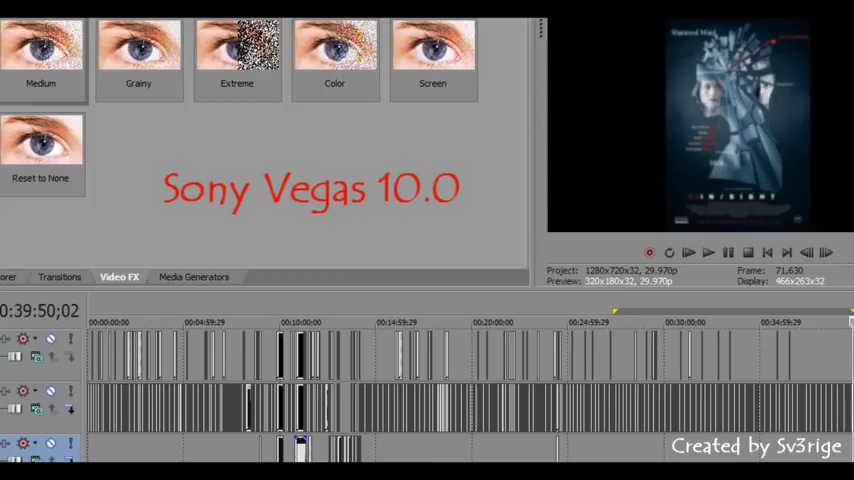 Medium
Grainy
Extreme
Color
Screen
Reset to None
Sony Vegas 10.0
orer
Transitions
Video FX
Media Generators
Project: 1280x720x32, 29.970p
Frame: 71,630
Preview: 320x180x32, 29.970p
Display: 466x263x32
0:39:50;02
00:00:00;00
00:04:59;29
00:10:00;00
00:14:59;29
00:20:00;00
00:24:59;29
00:30:00;00
00:34:59;29
Created by Sv3rige